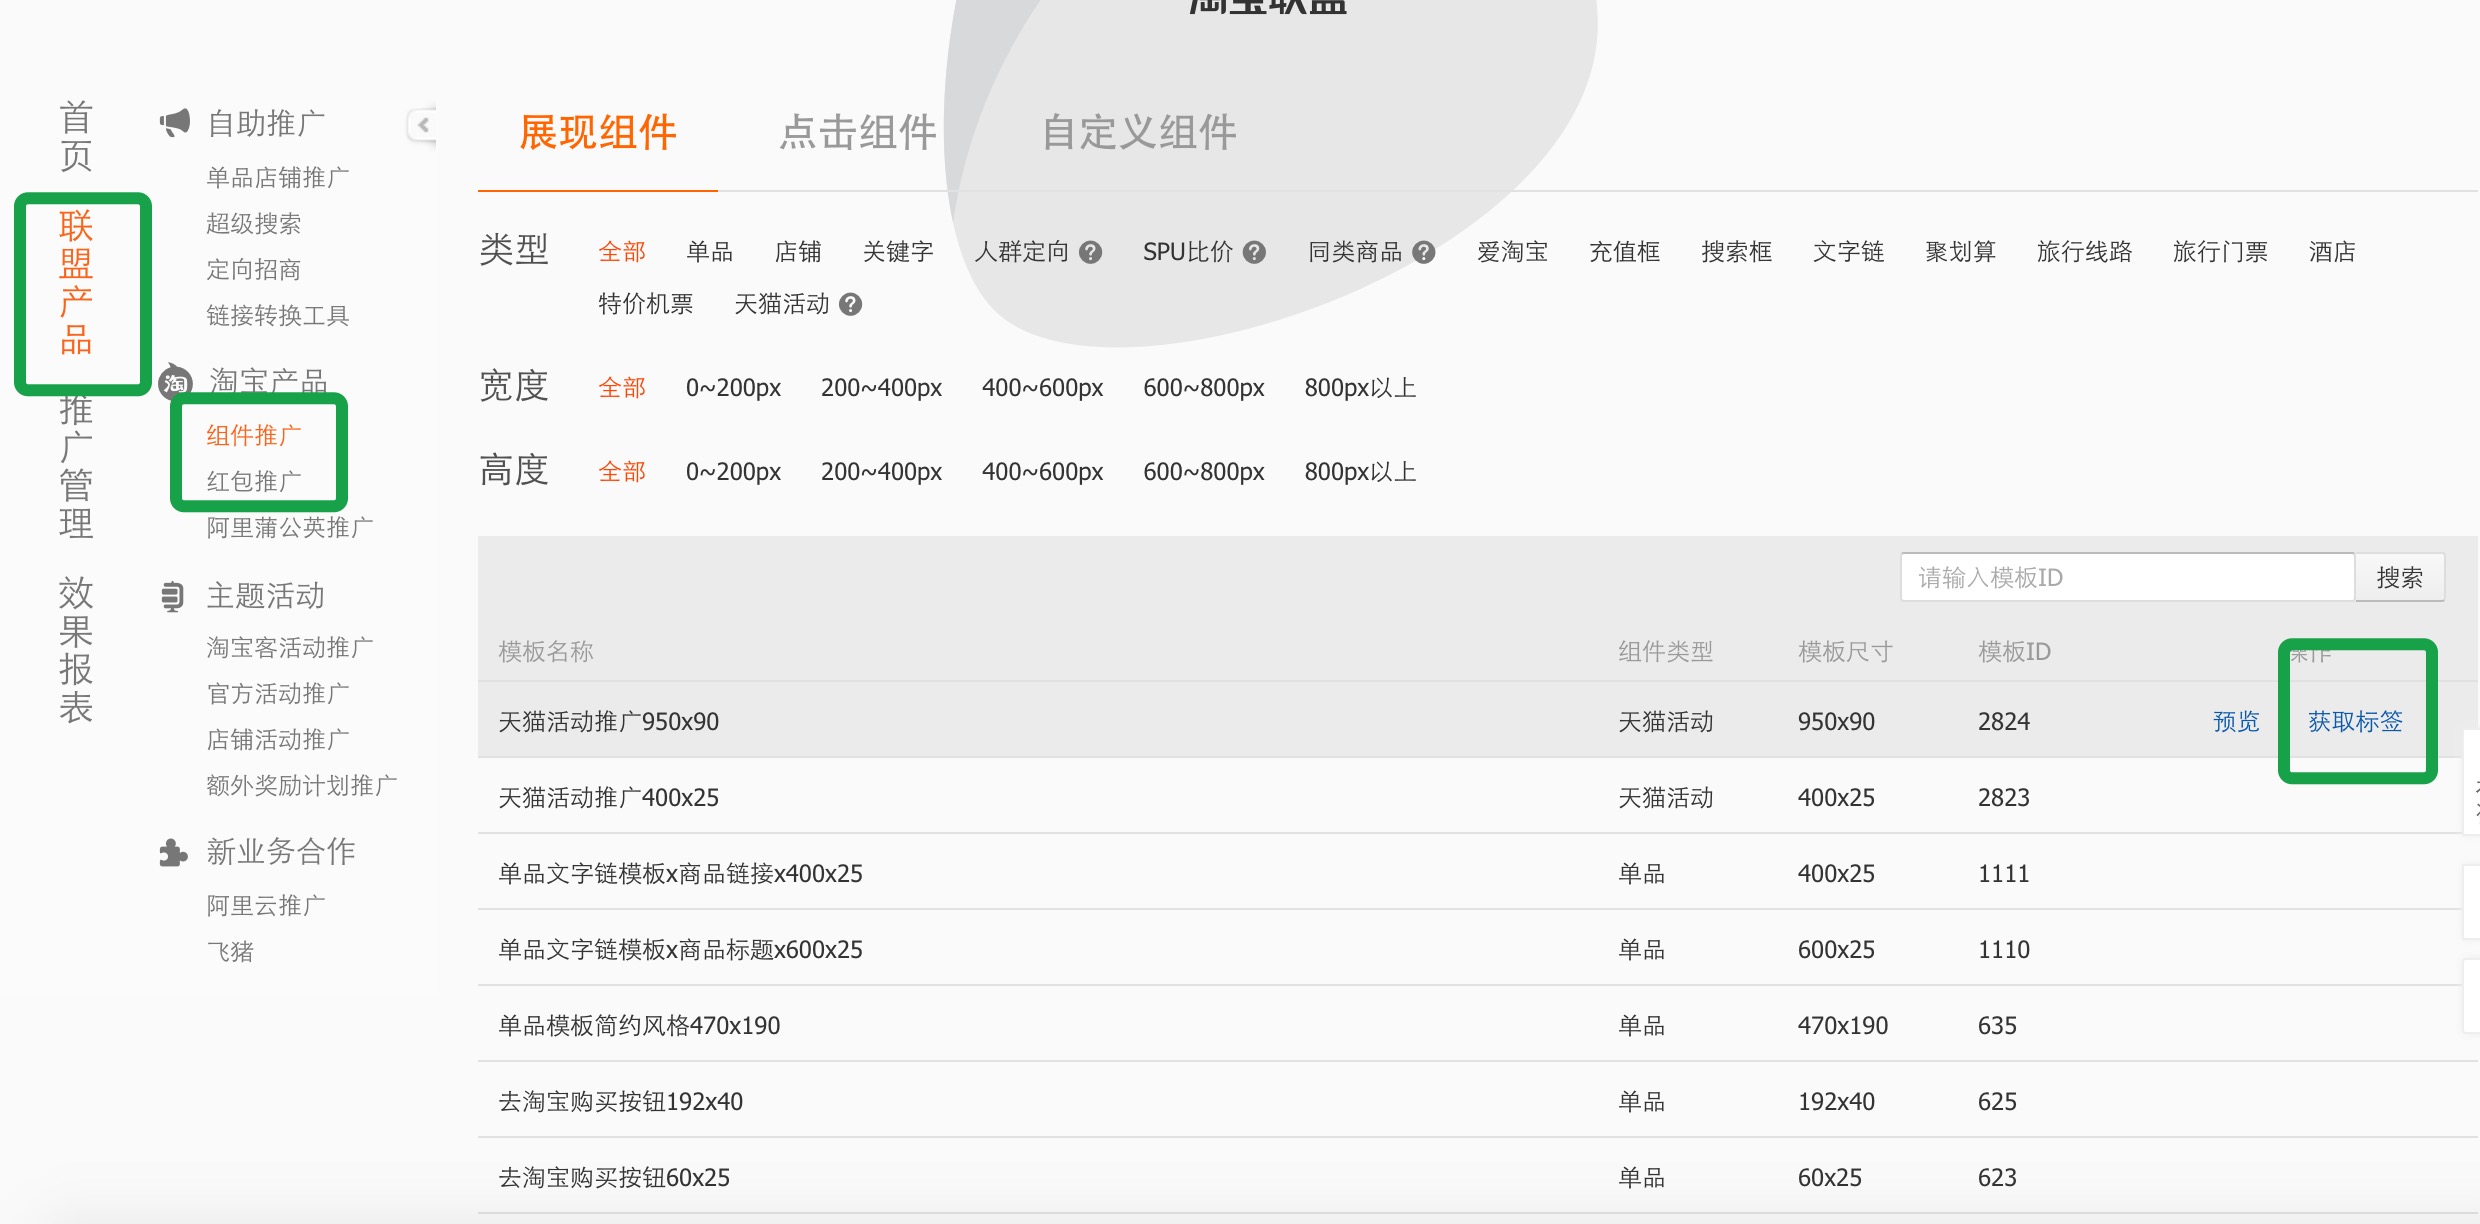 淘宝联盟
首页
联盟产品
推广管理
效果报表
自助推广
单品店铺推广
超级搜索
定向招商
链接转换工具
淘 淘宝产品
组件推广
红包推广
阿里蒲公英推广
主题活动
淘宝客活动推广
官方活动推广
店铺活动推广
额外奖励计划推广
新业务合作
阿里云推广
飞猪
展现组件 点击组件 自定义组件
类型 全部 单品 店铺 关键字 人群定向 ? SPU比价 ? 同类商品 ? 爱淘宝 充值框 搜索框 文字链 聚划算 旅行线路 旅行门票 酒店
特价机票 天猫活动 ?
宽度 全部 0~200px 200~400px 400~600px 600~800px 800px以上
高度 全部 0~200px 200~400px 400~600px 600~800px 800px以上
请输入模板ID 搜索
模板名称 组件类型 模板尺寸 模板ID 操作
天猫活动推广950x90 天猫活动 950x90 2824 预览 获取标签
天猫活动推广400x25 天猫活动 400x25 2823
单品文字链模板x商品链接x400x25 单品 400x25 1111
单品文字链模板x商品标题x600x25 单品 600x25 1110
单品模板简约风格470x190 单品 470x190 635
去淘宝购买按钮192x40 单品 192x40 625
去淘宝购买按钮60x25 单品 60x25 623